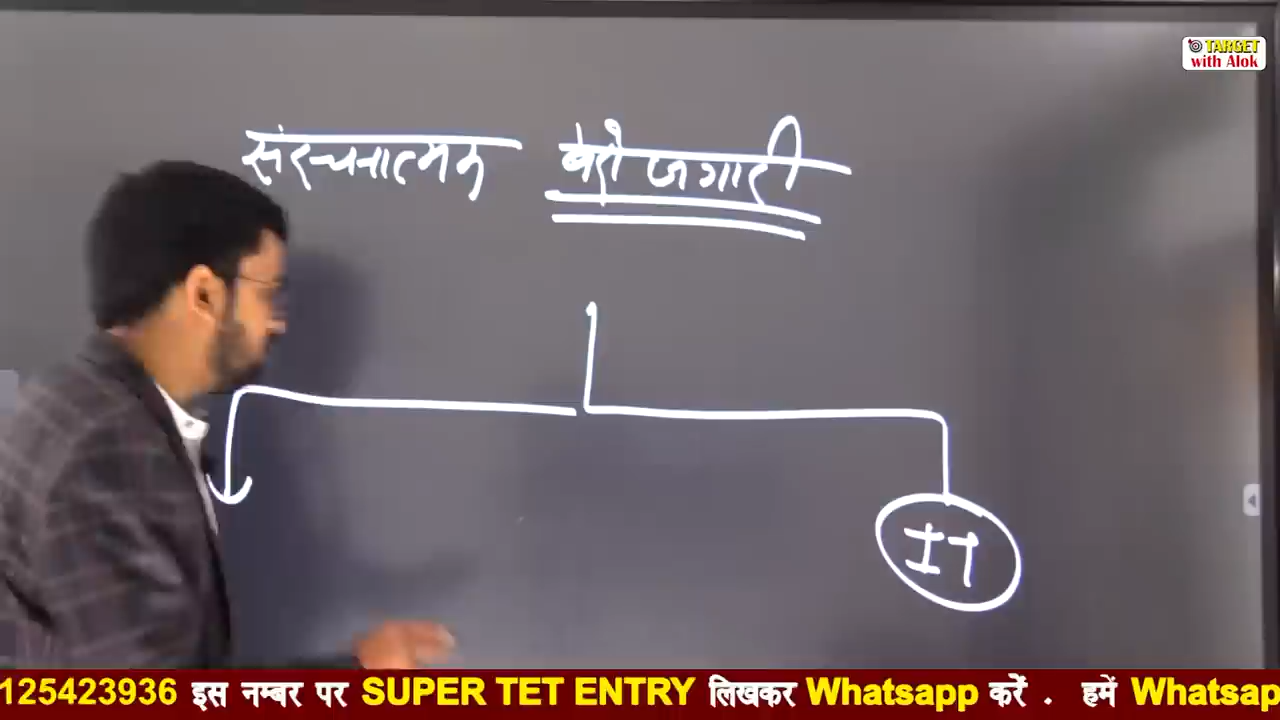 TARGET
with Alok
संरचनात्मक बेरोजगारी
IT
125423936 इस नम्बर पर SUPER TET ENTRY लिखकर Whatsapp करें . हमें Whatsap